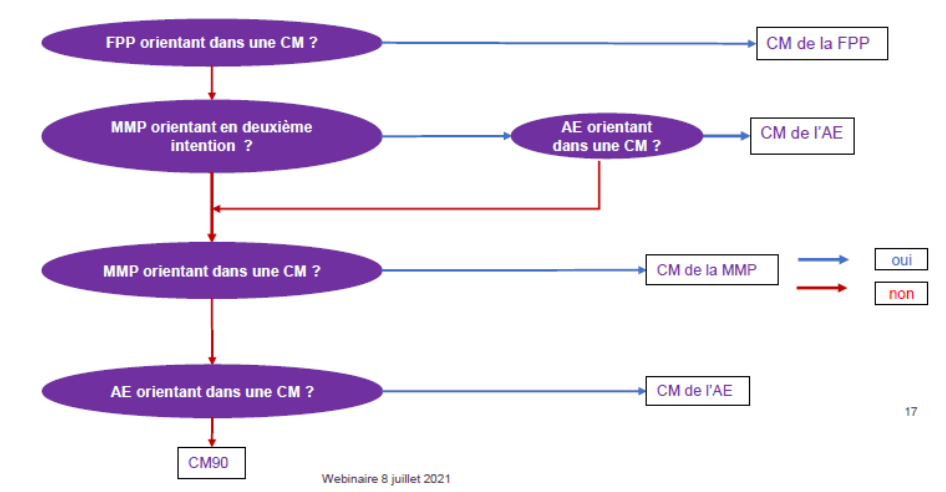 FPP orientant dans une CM ?
CM de la FPP
MMP orientant en deuxième
intention ?
AE orientant
dans une CM ?
CM de l'AE
MMP orientant dans une CM ?
CM de la MMP
oui
non
AE orientant dans une CM ?
CM de l'AE
17
CM90
Webinaire 8 juillet 2021